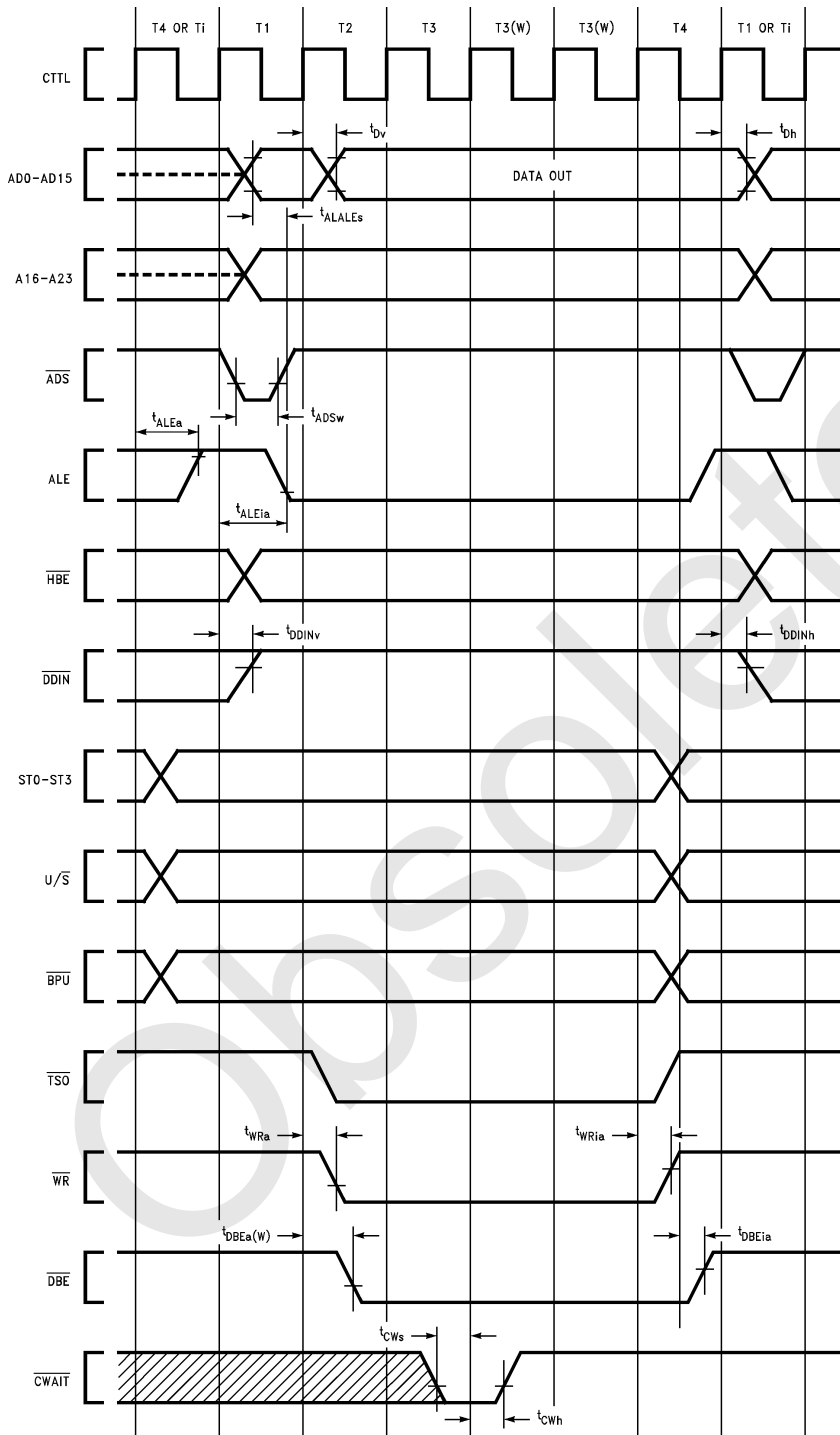 T4 OR Ti T1 T2 T3 T3(W) T3(W) T4 T1 OR Ti
CTTL
tDv tDh
AD0-AD15 DATA OUT
tALALEs
A16-A23
ADS
tALEa tADSw
ALE
tALEia
HBE
tDDINv tDDINh
DDIN
ST0-ST3
U/S
BPU
TSO
tWRa tWRia
WR
tDBEa(W) tDBEia
DBE
tCWs
CWAIT
tCWh
Obsolete